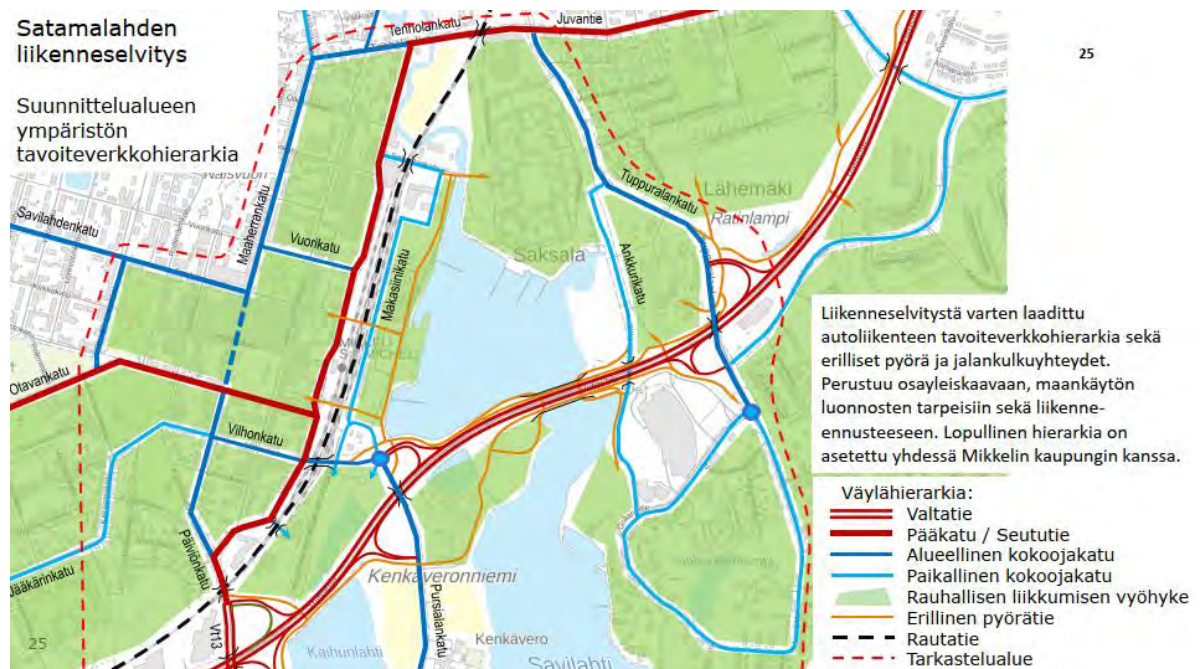 Satamalahden
liikenneselvitys
Suunnittelualueen
ympäristön
tavoiteverkkohierarkia
25
Tenholankatu
Juvantie
Savilahdenkatu
Maaherrankatu
Vuorikatu
Makasiinikatu
Saksala
Ankkurikatu
Tuppuralankatu
Lähemäki
Otavankatu
Vilhonkatu
Päiviönkatu
Jääkärinkatu
Vt13
Kenkäveronniemi
Pursialankatu
Kenkävero
Kaihunlahti
Savilahti
25
Liikenneselvitystä varten laadittu
autoliikenteen tavoiteverkkohierarkia sekä
erilliset pyörä ja jalankulkuyhteydet.
Perustuu osayleiskaavaan, maankäytön
luonnosten tarpeisiin sekä liikenne-
ennusteeseen. Lopullinen hierarkia on
asetettu yhdessä Mikkelin kaupungin kanssa.
Väylähierarkia:
Valtatie
Pääkatu / Seututie
Alueellinen kokoojakatu
Paikallinen kokoojakatu
Rauhallisen liikkumisen vyöhyke
Erillinen pyörätie
Rautatie
Tarkastelualue